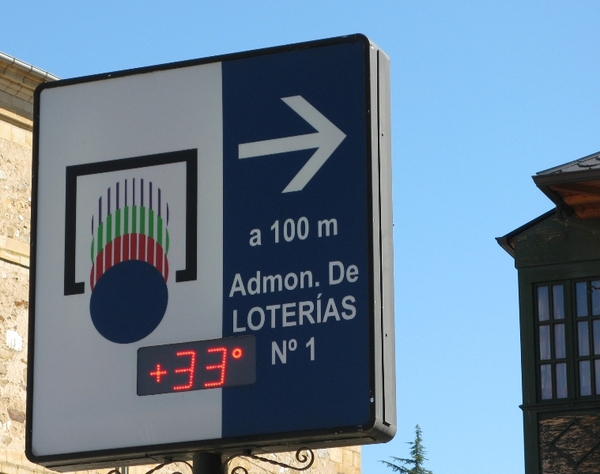 a 100 m
Admon. De
LOTERÍAS
Nº 1
+33°